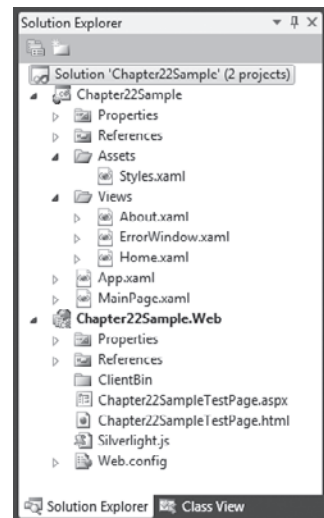 Solution Explorer
Solution 'Chapter22Sample' (2 projects)
Chapter22Sample
Properties
References
Assets
Styles.xaml
Views
About.xaml
ErrorWindow.xaml
Home.xaml
App.xaml
MainPage.xaml
Chapter22Sample.Web
Properties
References
ClientBin
Chapter22SampleTestPage.aspx
Chapter22SampleTestPage.html
Silverlight.js
Web.config
Solution Explorer Class View